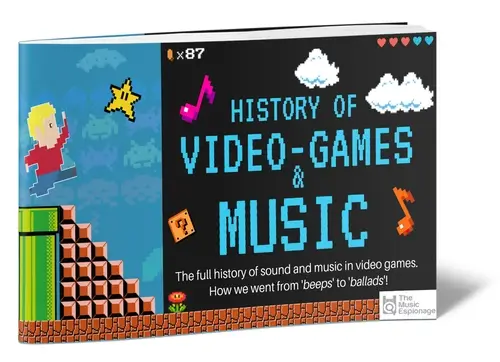 x87
HISTORY OF
VIDEO-GAMES
&
MUSIC
?
The full history of sound and music in video games.
How we went from 'beeps' to 'ballads'!
The
Music
Espionage